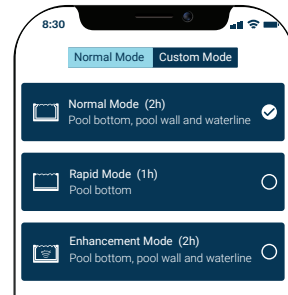 8:30
Normal Mode Custom Mode
Normal Mode (2h)
Pool bottom, pool wall and waterline
Rapid Mode (1h)
Pool bottom
Enhancement Mode (2h)
Pool bottom, pool wall and waterline